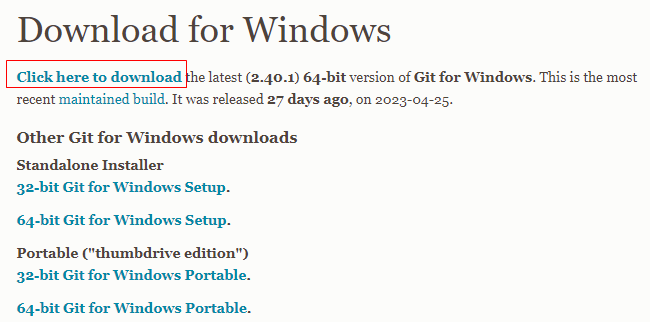 Download for Windows
Click here to download the latest (2.40.1) 64-bit version of Git for Windows. This is the most
recent maintained build. It was released 27 days ago, on 2023-04-25.
Other Git for Windows downloads
Standalone Installer
32-bit Git for Windows Setup.
64-bit Git for Windows Setup.
Portable ("thumbdrive edition")
32-bit Git for Windows Portable.
64-bit Git for Windows Portable.